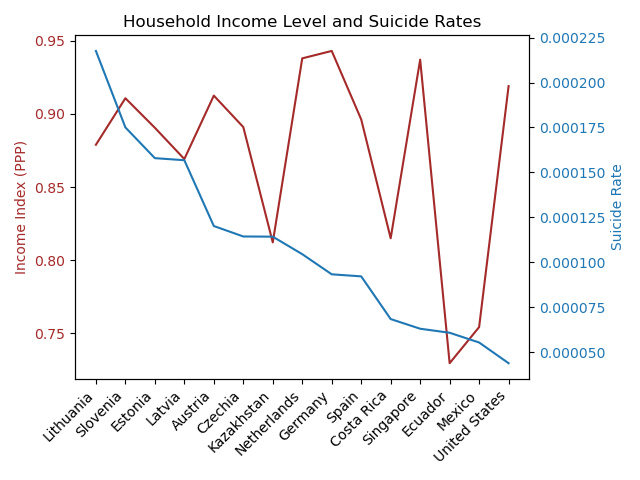 Household Income Level and Suicide Rates
Income Index (PPP)
0.95
0.90
0.85
0.80
0.75
0.000225
0.000200
0.000175
0.000150
0.000125
0.000100
0.000075
0.000050
Suicide Rate
Lithuania
Slovenia
Estonia
Latvia
Austria
Czechia
Kazakhstan
Netherlands
Germany
Spain
Costa Rica
Singapore
Ecuador
Mexico
United States